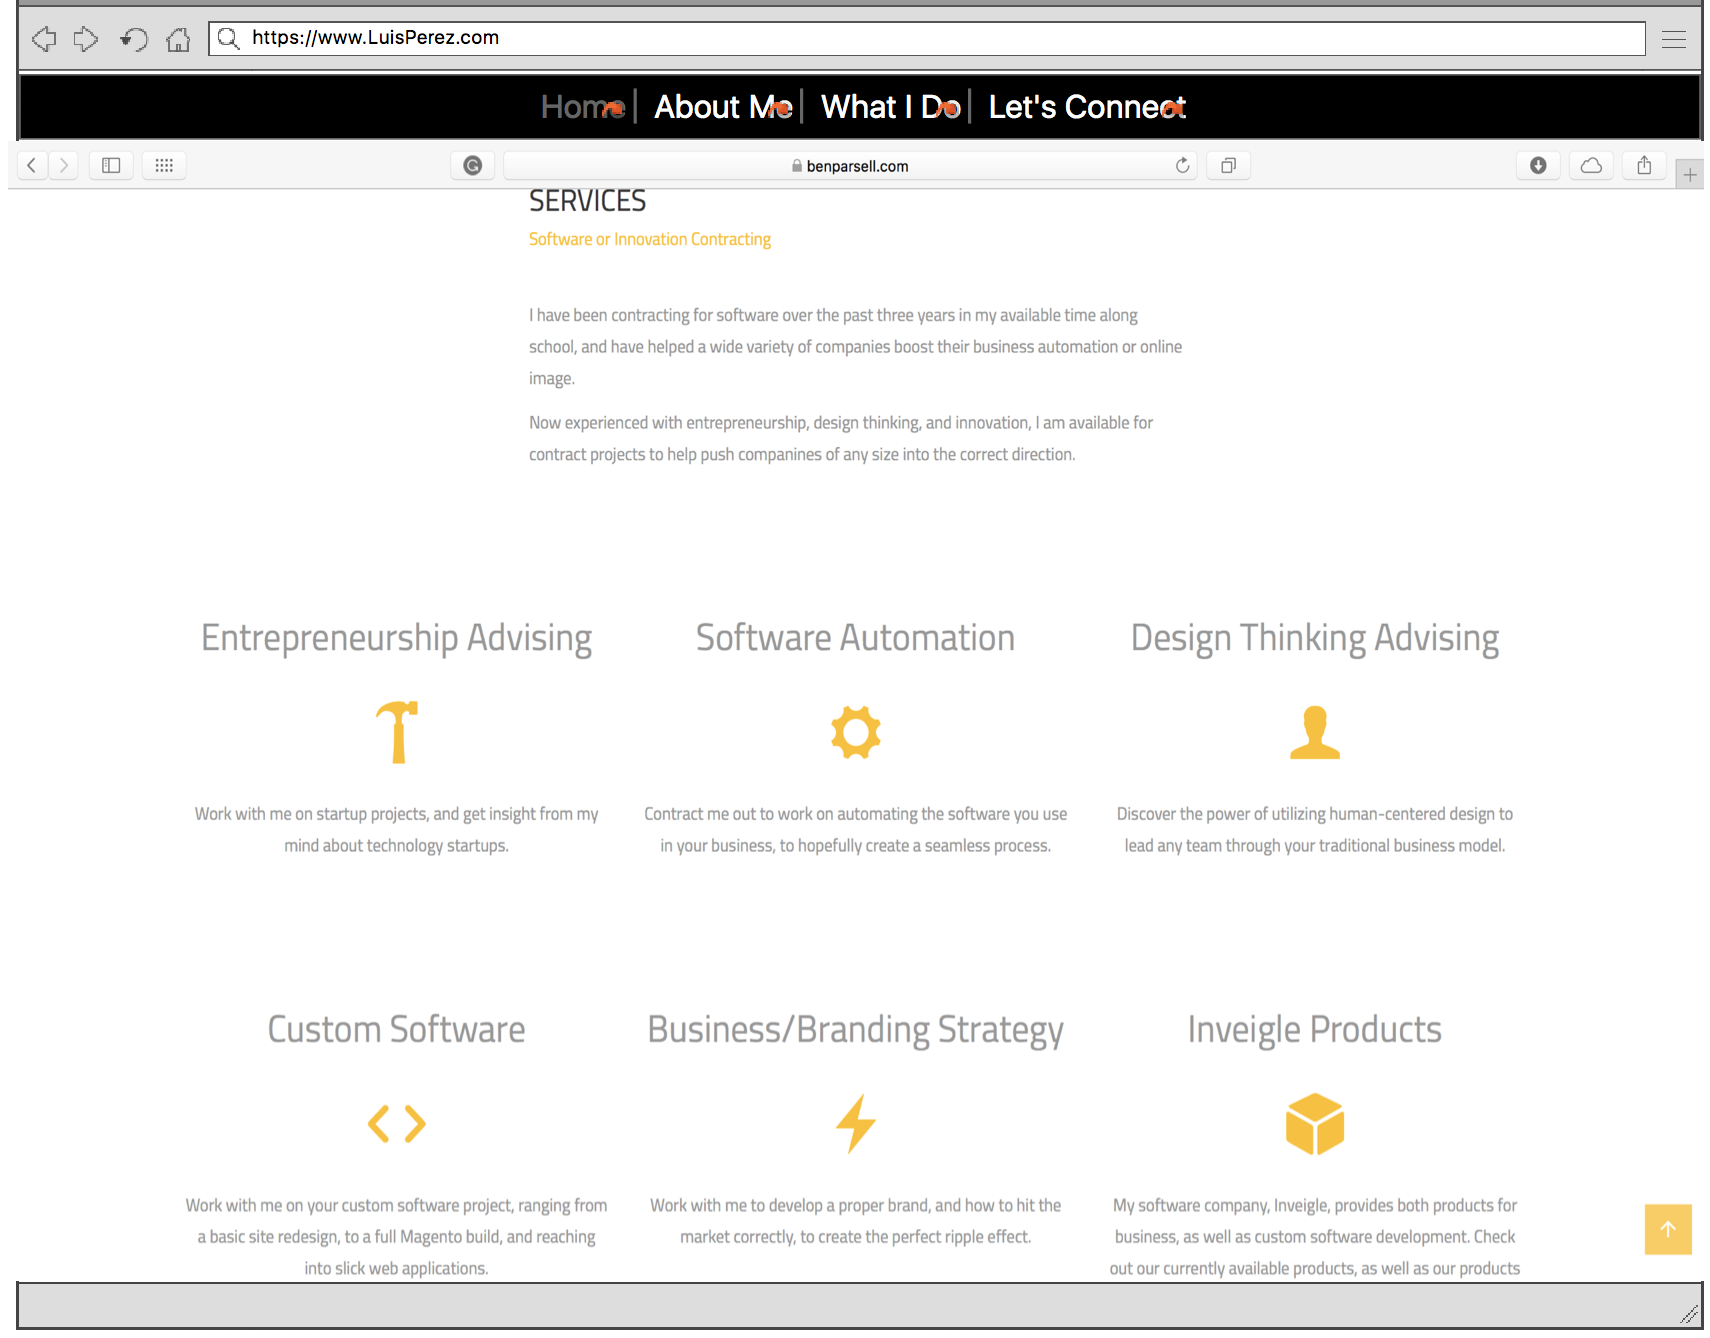 https://www.LuisPerez.com
Home | About Me | What I Do | Let's Connect
benparsell.com
SERVICES
Software or Innovation Contracting
I have been contracting for software over the past three years in my available time along
school, and have helped a wide variety of companies boost their business automation or online
image.
Now experienced with entrepreneurship, design thinking, and innovation, I am available for
contract projects to help push companines of any size into the correct direction.
Entrepreneurship Advising
Work with me on startup projects, and get insight from my
mind about technology startups.
Software Automation
Contract me out to work on automating the software you use
in your business, to hopefully create a seamless process.
Design Thinking Advising
Discover the power of utilizing human-centered design to
lead any team through your traditional business model.
Custom Software
Work with me on your custom software project, ranging from
a basic site redesign, to a full Magento build, and reaching
into slick web applications.
Business/Branding Strategy
Work with me to develop a proper brand, and how to hit the
market correctly, to create the perfect ripple effect.
Inveigle Products
My software company, Inveigle, provides both products for
business, as well as custom software development. Check
out our currently available products, as well as our products